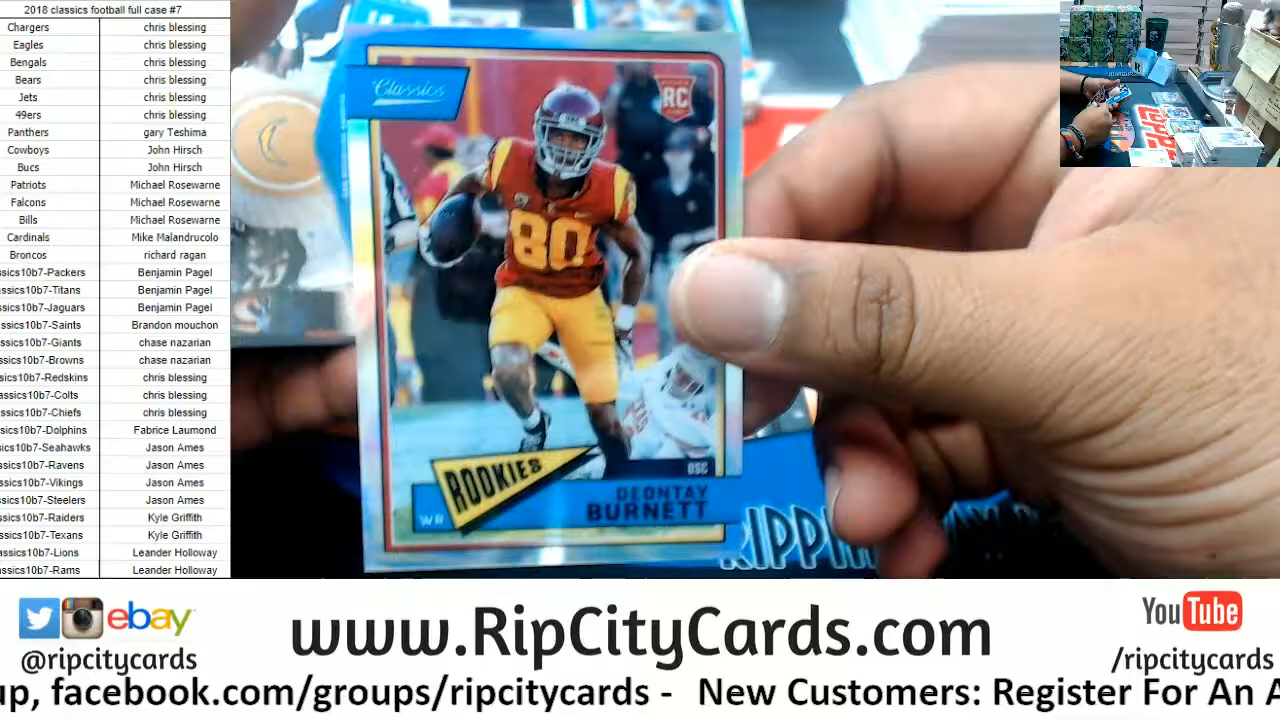 2018 classics football full case #7
Chargers chris blessing
Eagles chris blessing
Bengals chris blessing
Bears chris blessing
Jets chris blessing
49ers chris blessing
Panthers gary Teshima
Cowboys John Hirsch
Bucs John Hirsch
Patriots Michael Rosewarne
Falcons Michael Rosewarne
Bills Michael Rosewarne
Cardinals Mike Malandrucolo
Broncos richard ragan
assics10b7-Packers Benjamin Pagel
assics10b7-Titans Benjamin Pagel
assics10b7-Jaguars Benjamin Pagel
assics10b7-Saints Brandon mouchon
assics10b7-Giants chase nazarian
assics10b7-Browns chase nazarian
assics10b7-Redskins chris blessing
assics10b7-Colts chris blessing
assics10b7-Chiefs chris blessing
assics10b7-Dolphins Fabrice Laumond
assics10b7-Seahawks Jason Ames
assics10b7-Ravens Jason Ames
assics10b7-Vikings Jason Ames
assics10b7-Steelers Jason Ames
assics10b7-Raiders Kyle Griffith
assics10b7-Texans Kyle Griffith
assics10b7-Lions Leander Holloway
assics10b7-Rams Leander Holloway
Classics
RC
80
ROOKIES
USC
WR
DEONTAY
BURNETT
ebay
@ripcitycards
www.RipCityCards.com
YouTube
/ripcitycards
up, facebook.com/groups/ripcitycards - New Customers: Register For An A